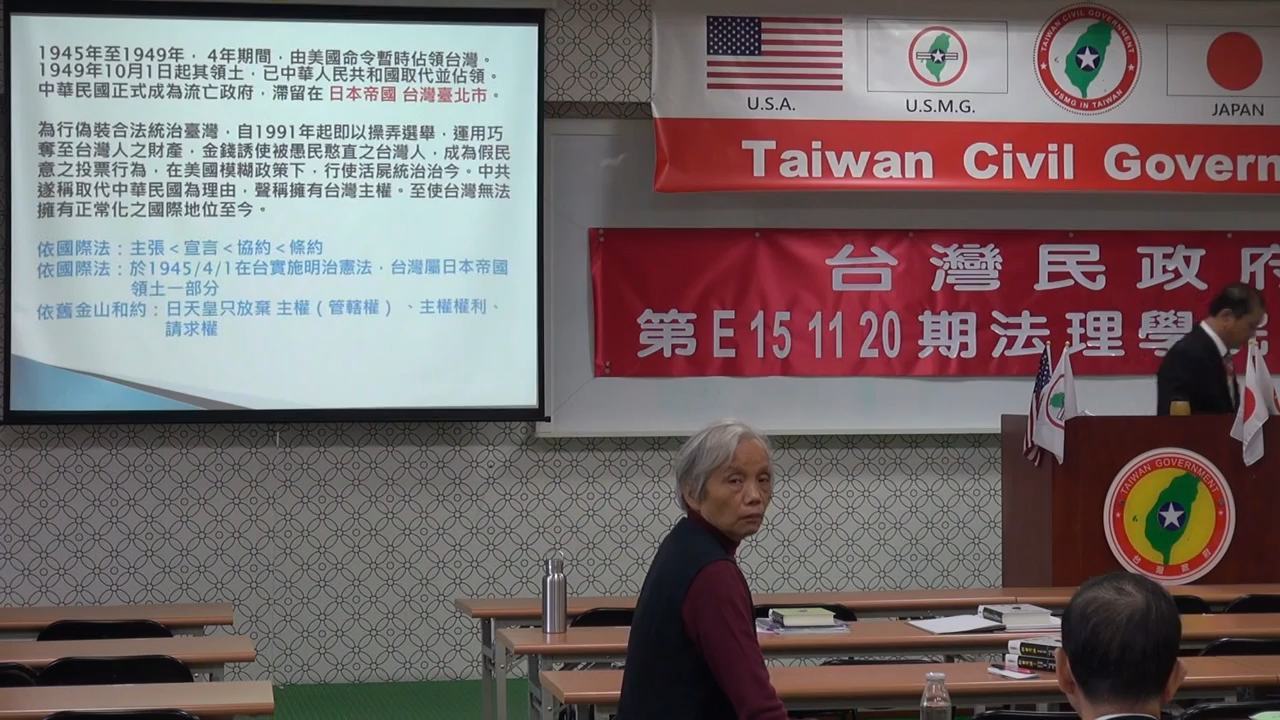 1945年至1949年， 4年期間，由美國命令暫時佔領台灣。
1949年10月1日起其領土，已中華人民共和國取代並佔領。
中華民國正式成為流亡政府，滯留在 日本帝國 台灣臺北市。
為行偽裝合法統治臺灣，自1991年起即以操弄選舉，運用巧
奪至台灣人之財產，金錢誘使被愚民憨直之台灣人，成為假民
意之投票行為，在美國模糊政策下，行使活屍統治治今。中共
遂稱取代中華民國為理由，聲稱擁有台灣主權。至使台灣無法
擁有正常化之國際地位至今。
依國際法：主張＜宣言＜協約＜條約
依國際法：於1945/4/1在台實施明治憲法，台灣屬日本帝國
領土一部分
依舊金山和約：日天皇只放棄 主權（管轄權）、主權權利、
請求權
U.S.A.
U.S.M.G.
TAIWAN CIVIL GOVERNMENT
USMG IN TAIWAN
JAPAN
Taiwan Civil Govern
台灣民政府
第E151120期法理學
TAIWAN GOVERNMENT
台灣政府